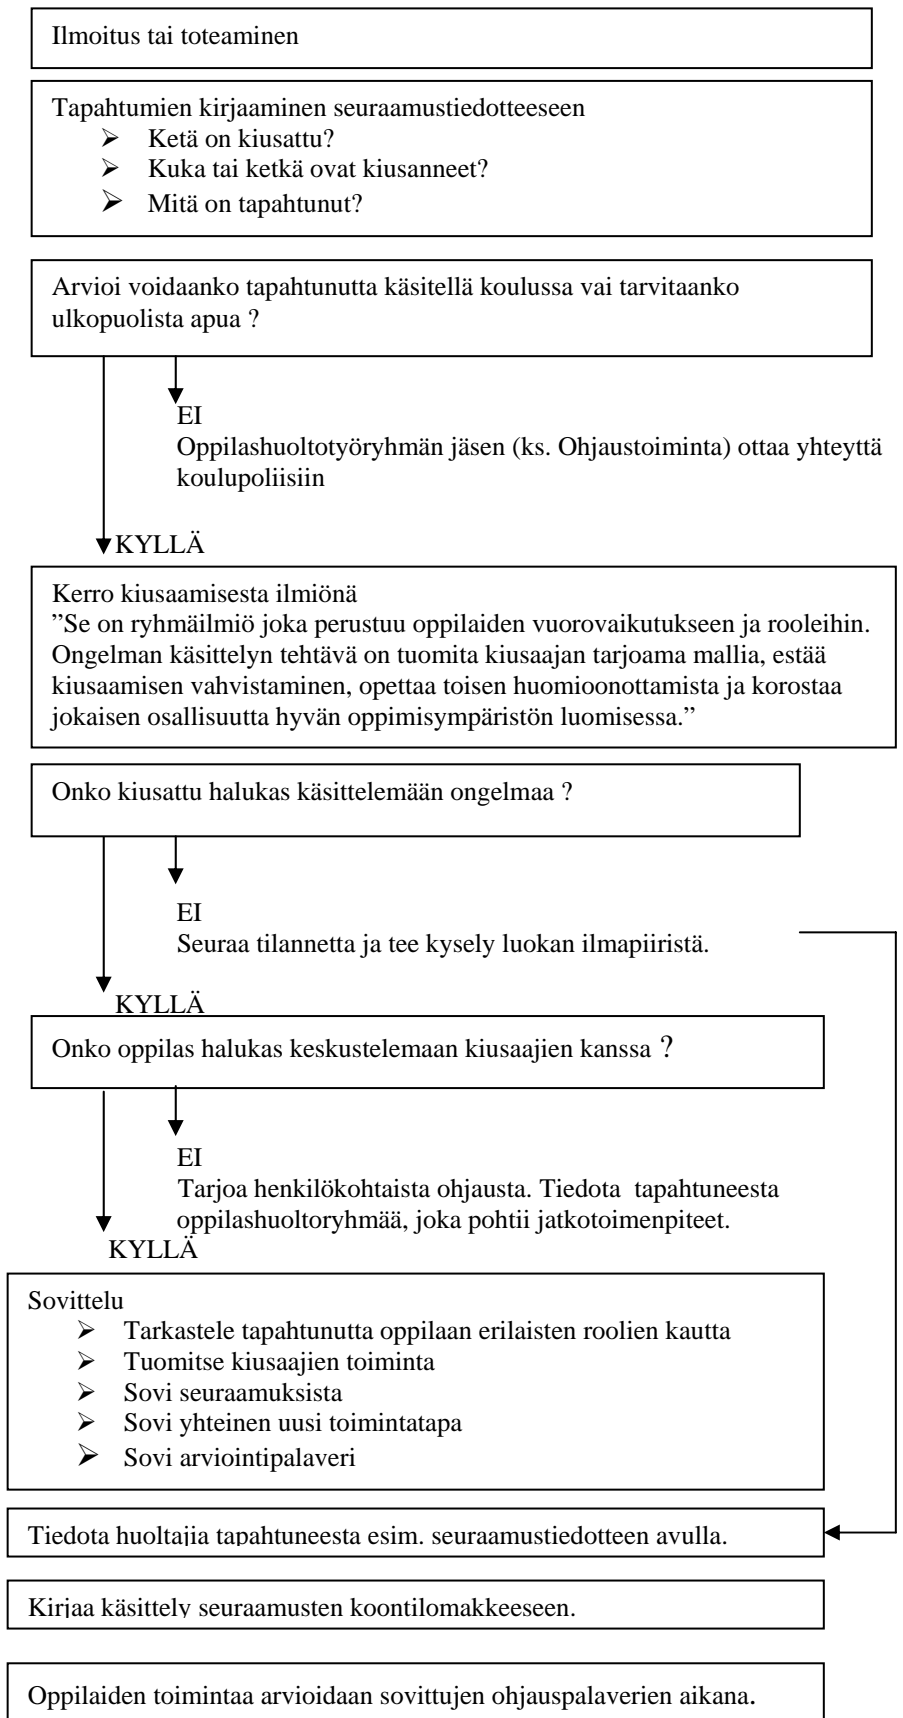 Ilmoitus tai toteaminen
Tapahtumien kirjaaminen seuraamustiedotteeseen
➢ Ketä on kiusattu?
➢ Kuka tai ketkä ovat kiusanneet?
➢ Mitä on tapahtunut?
Arvioi voidaanko tapahtunutta käsitellä koulussa vai tarvitaanko
ulkopuolista apua ?
EI
Oppilashuoltotyöryhmän jäsen (ks. Ohjaustoiminta) ottaa yhteyttä
koulupoliisiin
KYLLÄ
Kerro kiusaamisesta ilmiönä
”Se on ryhmäilmiö joka perustuu oppilaiden vuorovaikutukseen ja rooleihin.
Ongelman käsittelyn tehtävä on tuomita kiusaajan tarjoama mallia, estää
kiusaamisen vahvistaminen, opettaa toisen huomioonottamista ja korostaa
jokaisen osallisuutta hyvän oppimisympäristön luomisessa.”
Onko kiusattu halukas käsittelemään ongelmaa ?
EI
Seuraa tilannetta ja tee kysely luokan ilmapiiristä.
KYLLÄ
Onko oppilas halukas keskustelemaan kiusaajien kanssa ?
EI
Tarjoa henkilökohtaista ohjausta. Tiedota tapahtuneesta
oppilashuoltoryhmää, joka pohtii jatkotoimenpiteet.
KYLLÄ
Sovittelu
➢ Tarkastele tapahtunutta oppilaan erilaisten roolien kautta
➢ Tuomitse kiusaajien toiminta
➢ Sovi seuraamuksista
➢ Sovi yhteinen uusi toimintatapa
➢ Sovi arviointipalaveri
Tiedota huoltajia tapahtuneesta esim. seuraamustiedotteen avulla.
Kirjaa käsittely seuraamusten koontilomakkeeseen.
Oppilaiden toimintaa arvioidaan sovittujen ohjauspalaverien aikana.